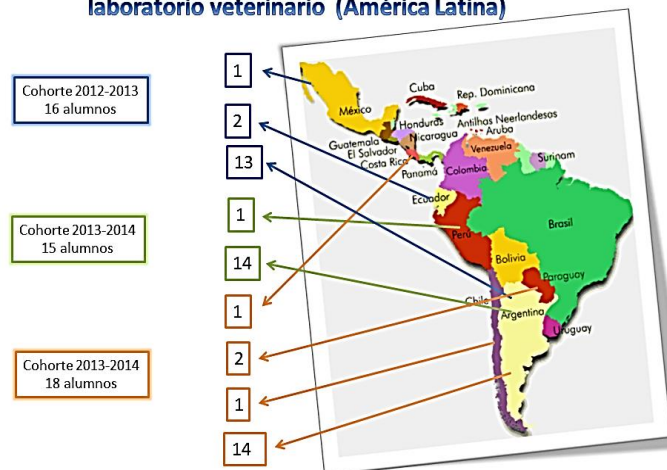 laboratorio veterinario (América Latina)
Cohorte 2012-2013
16 alumnos
Cohorte 2013-2014
15 alumnos
Cohorte 2013-2014
18 alumnos
1
2
13
1
14
1
2
1
14
México
Cuba
Rep. Dominicana
Honduras
Antilhas Neerlandesas
Guatemala
Nicaragua
Aruba
El Salvador
Costa Rica
Venezuela
Panamá
Colombia
Surinam
Ecuador
Perú
Brasil
Bolivia
Paraguay
Chile
Argentina
Uruguay